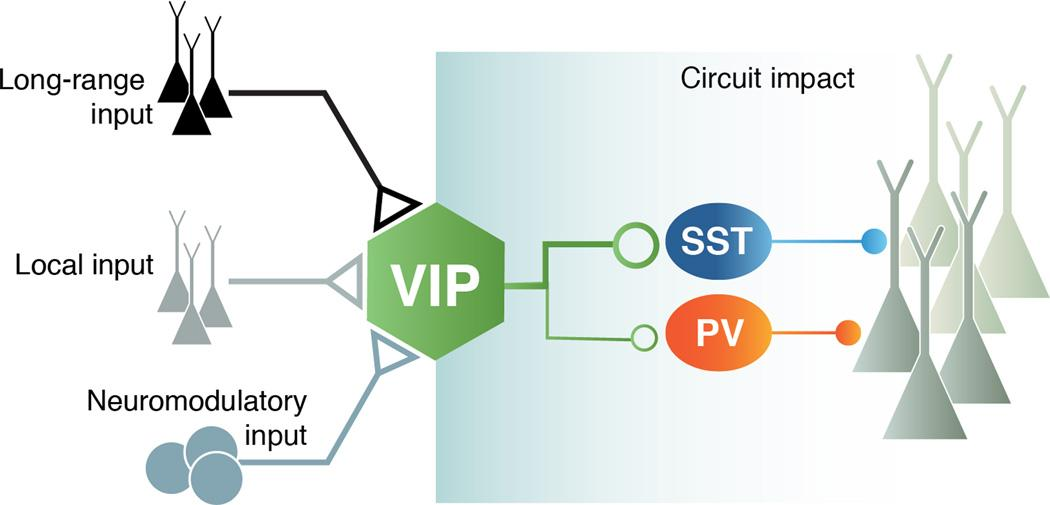 Long-range
input
Circuit impact
Local input
VIP
SST
PV
Neuromodulatory
input